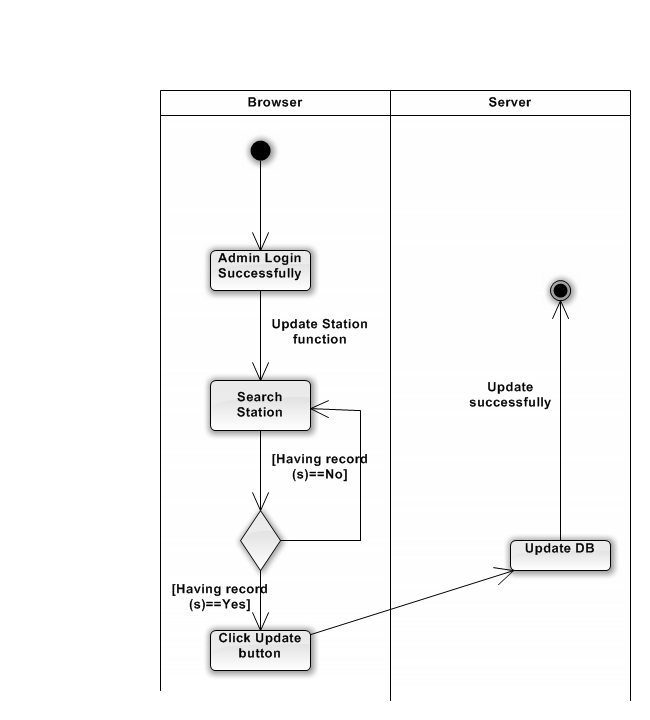 Browser
Server
Admin Login
Successfully
Update Station
function
Search
Station
[Having record
(s)==No]
[Having record
(s)==Yes]
Click Update
button
Update DB
Update
successfully